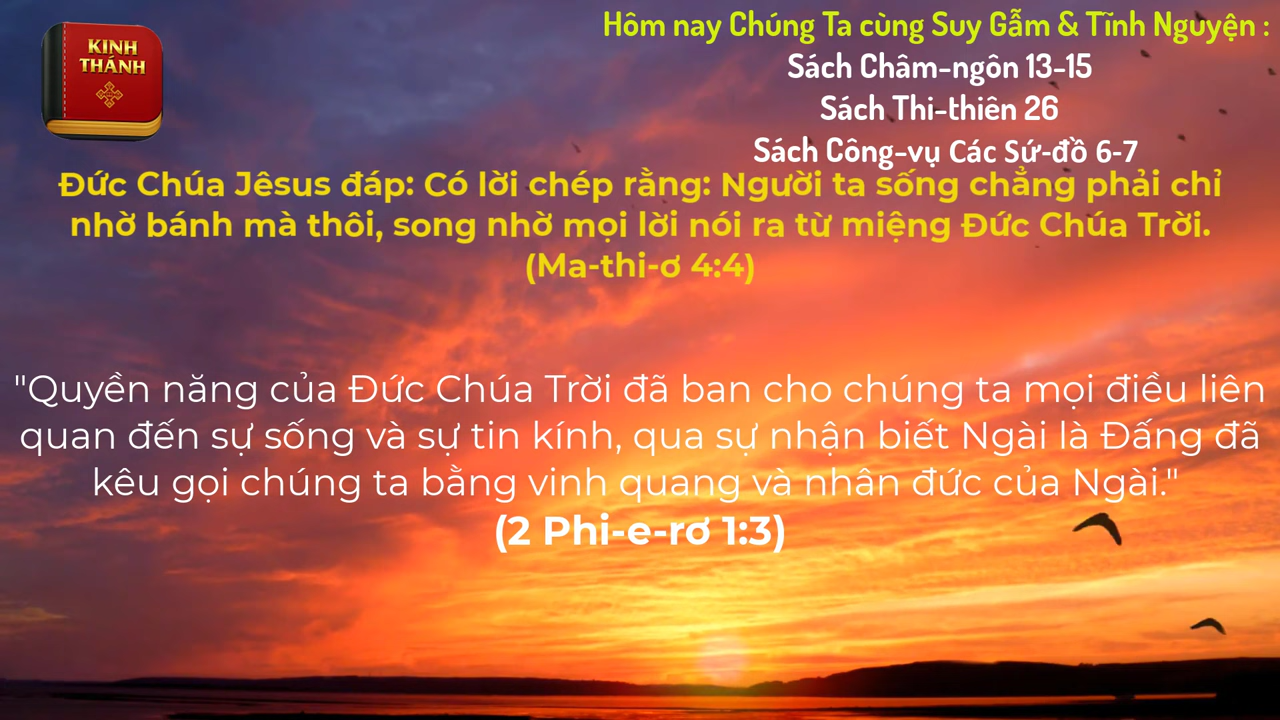 KINH
THÁNH
Hôm nay Chúng Ta cùng Suy Gẫm & Tĩnh Nguyện :
Sách Châm-ngôn 13-15
Sách Thi-thiên 26
Sách Công-vụ Các Sứ-đồ 6-7
Đức Chúa Jêsus đáp: Có lời chép rằng: Người ta sống chẳng phải chỉ
nhờ bánh mà thôi, song nhờ mọi lời nói ra từ miệng Đức Chúa Trời.
(Ma-thi-ơ 4:4)
"Quyền năng của Đức Chúa Trời đã ban cho chúng ta mọi điều liên
quan đến sự sống và sự tin kính, qua sự nhận biết Ngài là Đấng đã
kêu gọi chúng ta bằng vinh quang và nhân đức của Ngài."
(2 Phi-e-rơ 1:3)